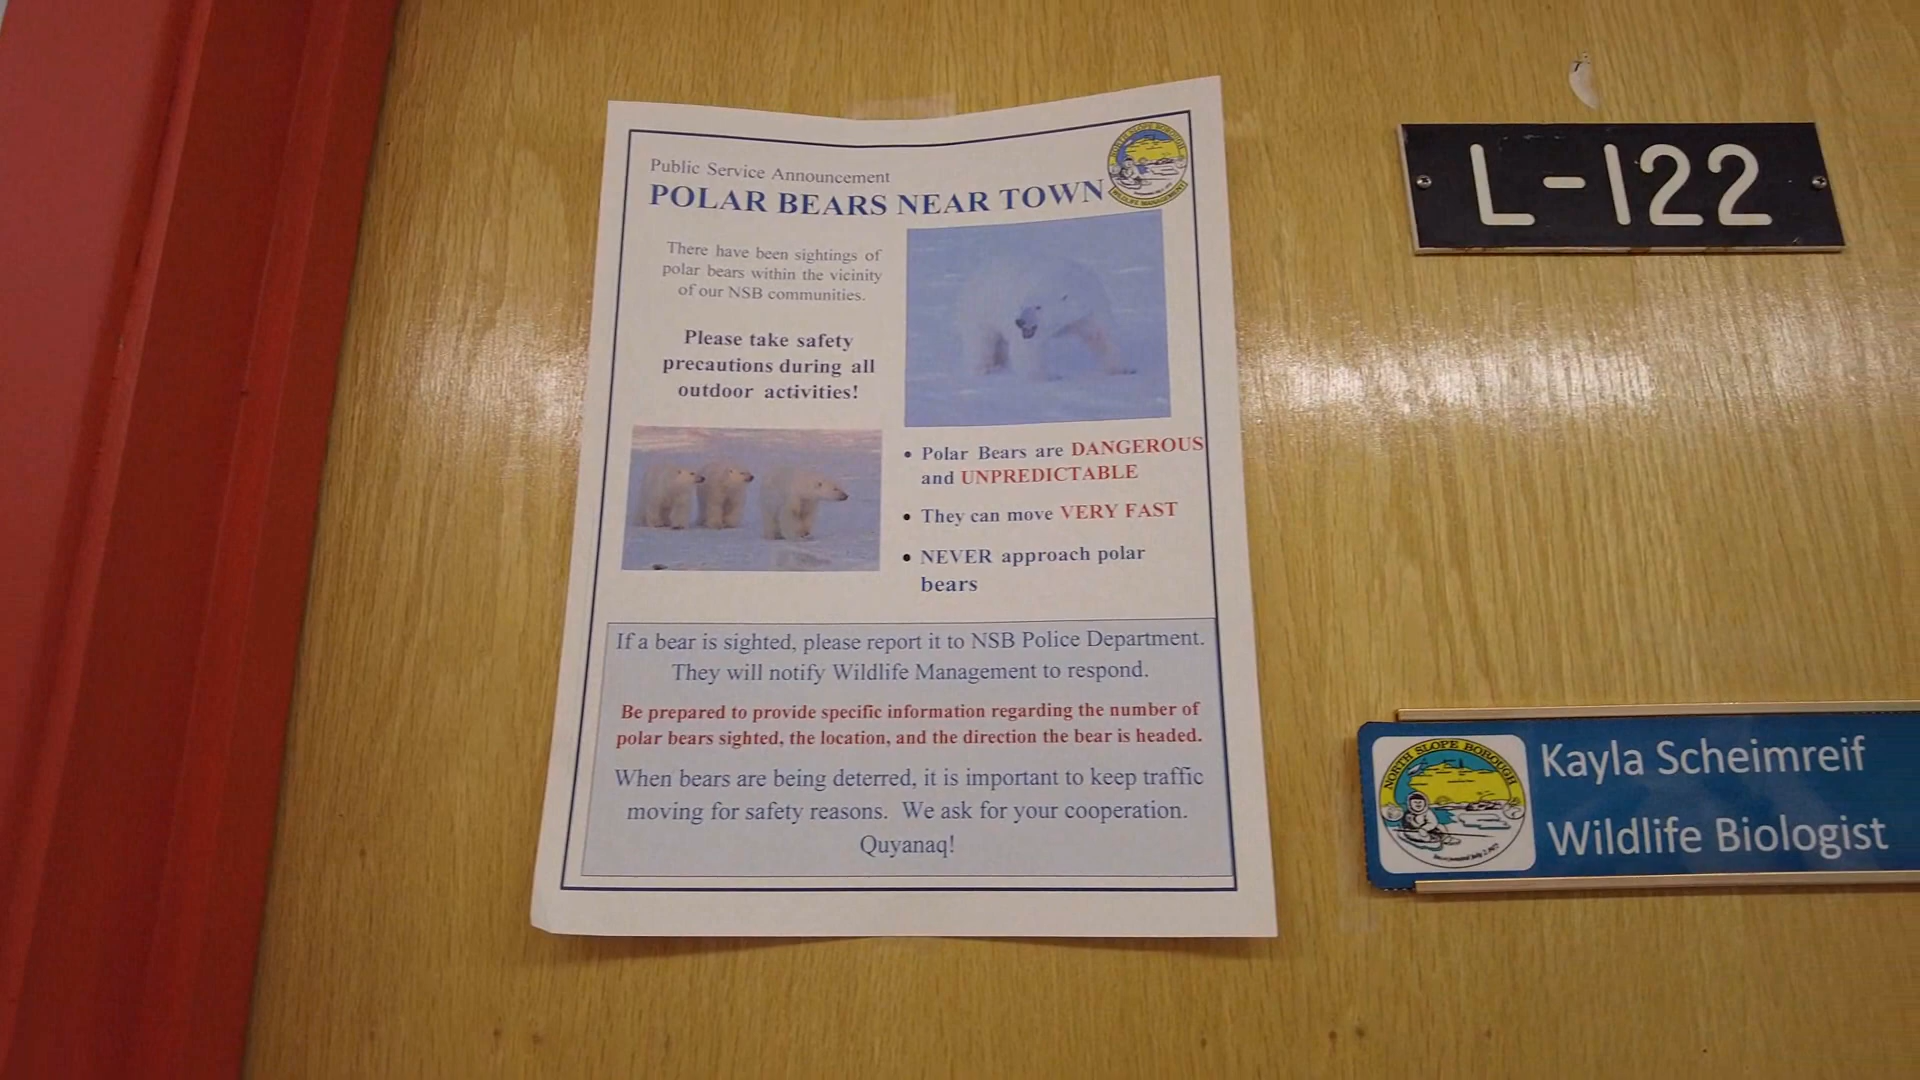 Public Service Announcement
POLAR BEARS NEAR TOWN
NORTH SLOPE BOROUGH
WILDLIFE MANAGEMENT
There have been sightings of
polar bears within the vicinity
of our NSB communities.
Please take safety
precautions during all
outdoor activities!
• Polar Bears are DANGEROUS
and UNPREDICTABLE
• They can move VERY FAST
• NEVER approach polar
bears
If a bear is sighted, please report it to NSB Police Department.
They will notify Wildlife Management to respond.
Be prepared to provide specific information regarding the number of
polar bears sighted, the location, and the direction the bear is headed.
When bears are being deterred, it is important to keep traffic
moving for safety reasons.  We ask for your cooperation.
Quyanaq!
L-122
NORTH SLOPE BOROUGH
Kayla Scheimreif
Wildlife Biologist